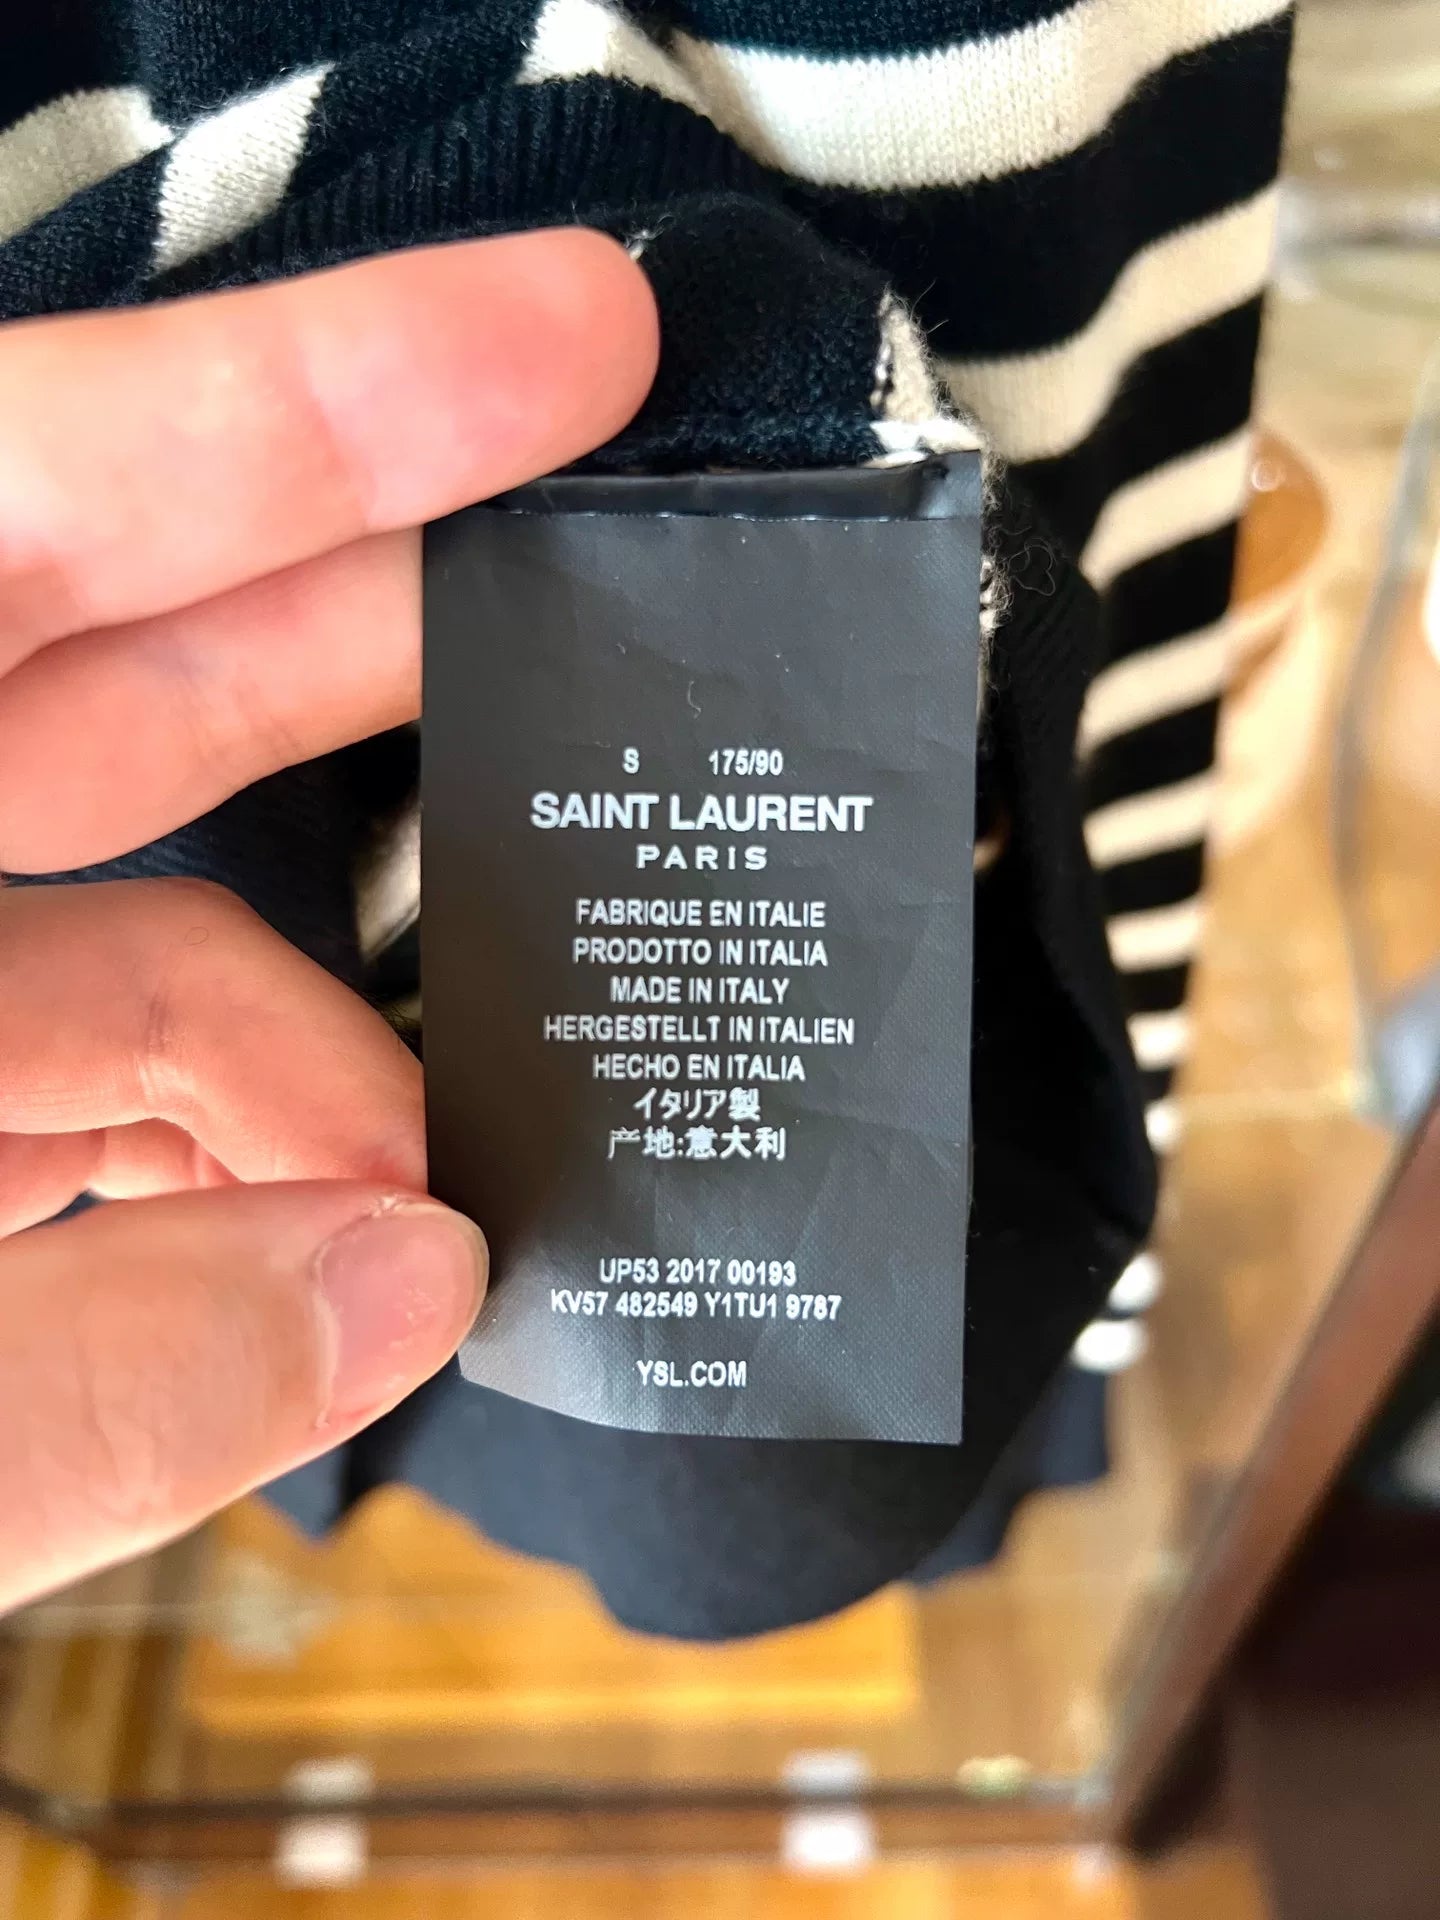 S 175/90
SAINT LAURENT
PARIS
FABRIQUE EN ITALIE
PRODOTTO IN ITALIA
MADE IN ITALY
HERGESTELLT IN ITALIEN
HECHO EN ITALIA
イタリア製
产地:意大利
UP53 2017 00193
KV57 482549 Y1TU1 9787
YSL.COM